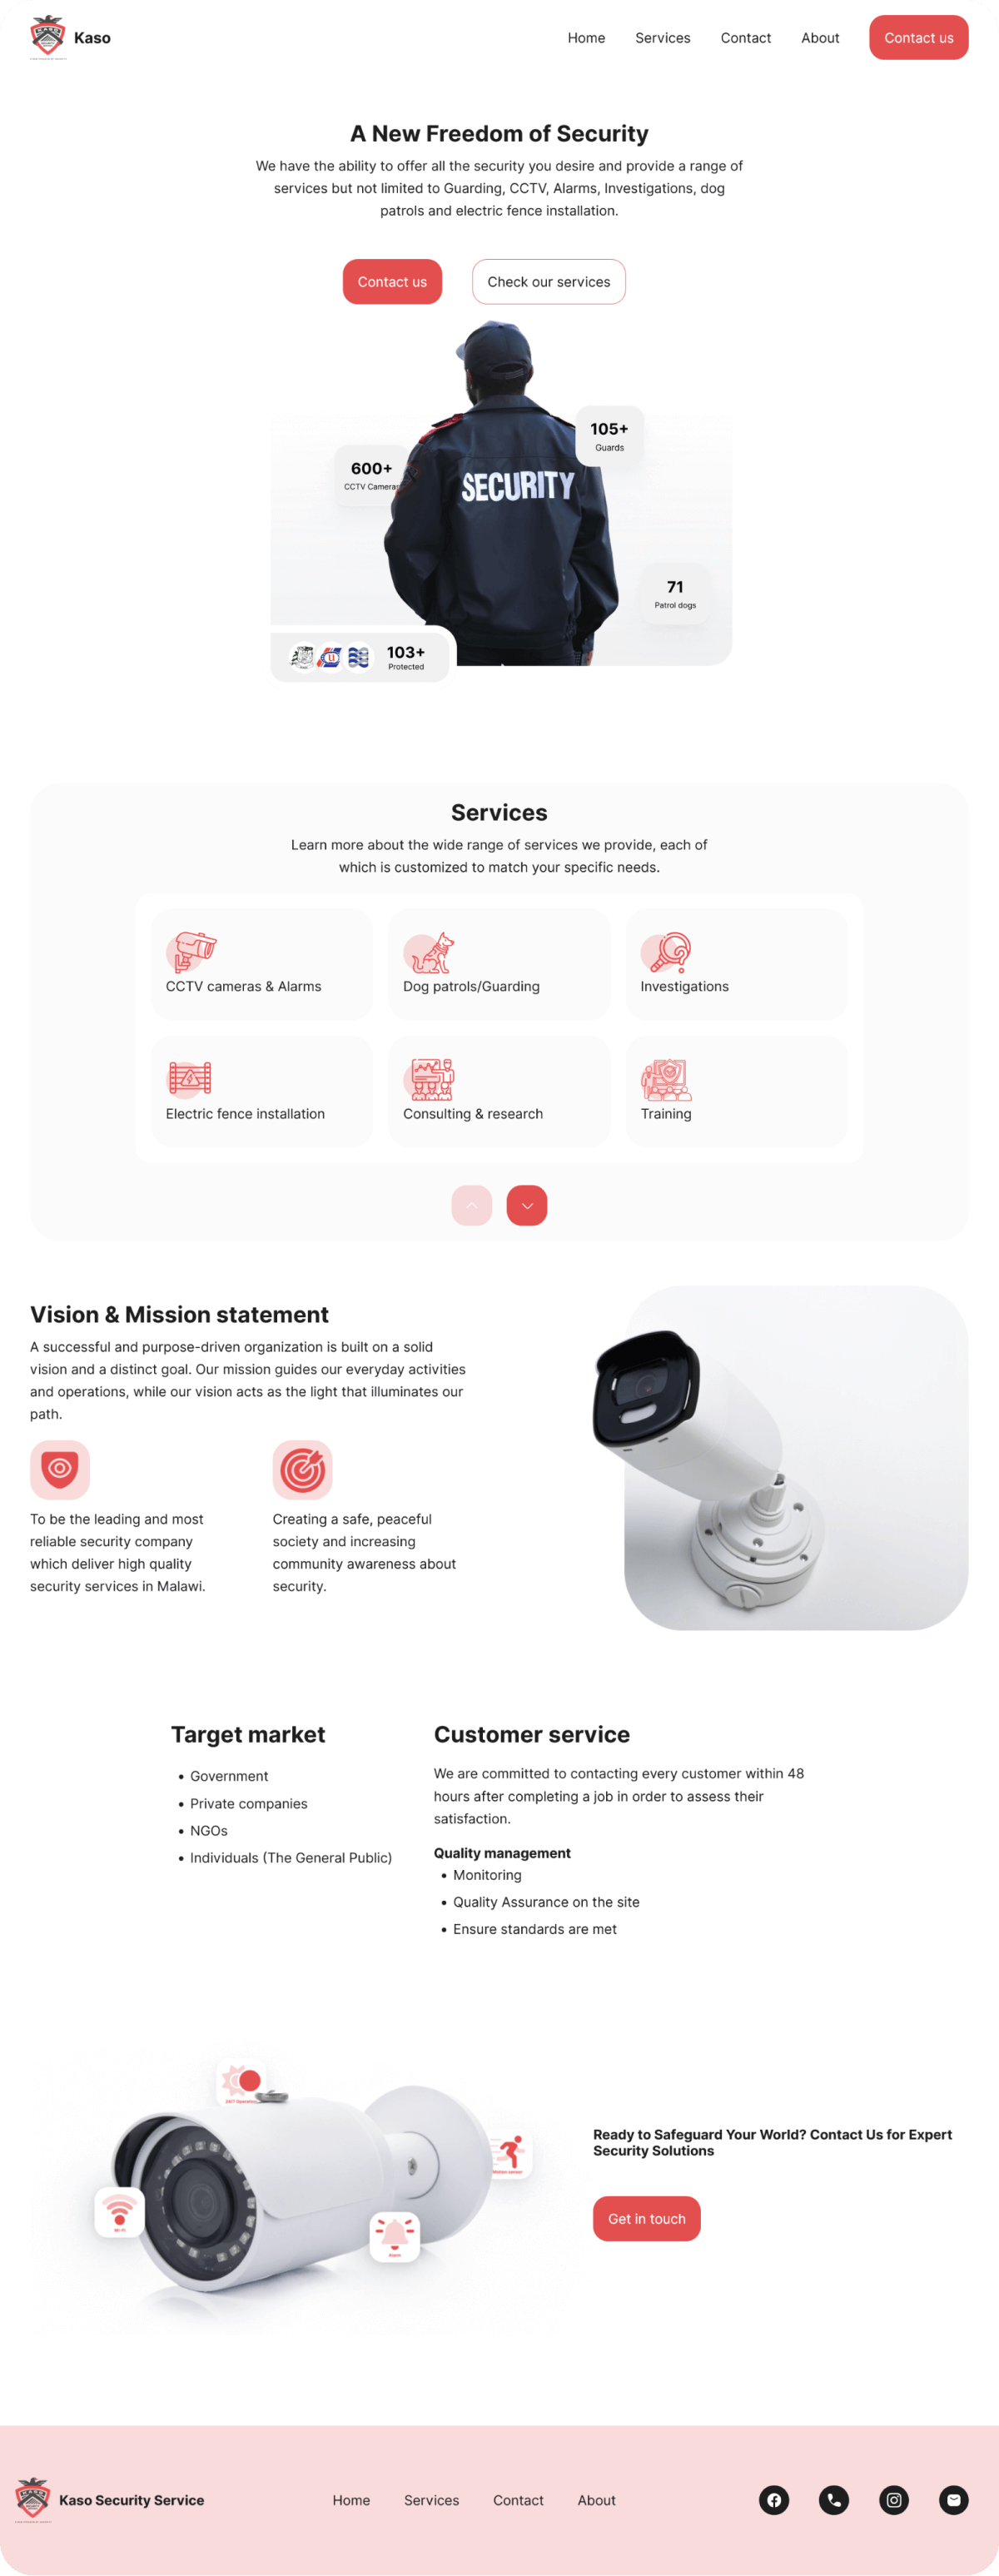 Kaso
Home
Services
Contact
About
Contact us
A New Freedom of Security
We have the ability to offer all the security you desire and provide a range of
services but not limited to Guarding, CCTV, Alarms, Investigations, dog
patrols and electric fence installation.
Contact us
Check our services
105+
Guards
600+
CCTV Cameras
SECURITY
71
Patrol dogs
103+
Protected
Services
Learn more about the wide range of services we provide, each of
which is customized to match your specific needs.
CCTV cameras & Alarms
Dog patrols/Guarding
Investigations
Electric fence installation
Consulting & research
Training
Vision & Mission statement
A successful and purpose-driven organization is built on a solid
vision and a distinct goal. Our mission guides our everyday activities
and operations, while our vision acts as the light that illuminates our
path.
To be the leading and most
reliable security company
which deliver high quality
security services in Malawi.
Creating a safe, peaceful
society and increasing
community awareness about
security.
Target market
• Government
• Private companies
• NGOs
• Individuals (The General Public)
Customer service
We are committed to contacting every customer within 48
hours after completing a job in order to assess their
satisfaction.
Quality management
• Monitoring
• Quality Assurance on the site
• Ensure standards are met
24/7 Operation
Motion sensor
Wi-Fi
Alarm
Ready to Safeguard Your World? Contact Us for Expert
Security Solutions
Get in touch
Kaso Security Service
Home
Services
Contact
About